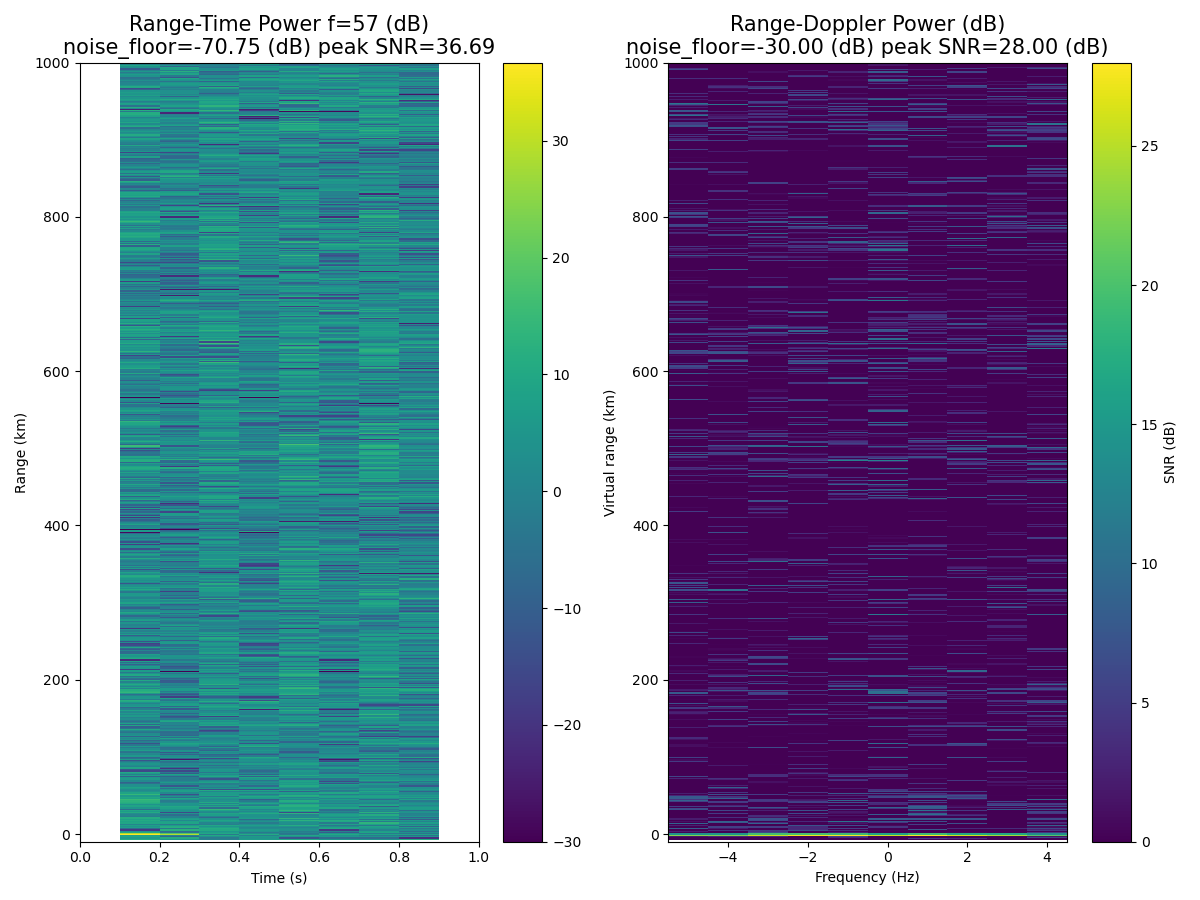 Range-Time Power f=57 (dB)
noise_floor=-70.75 (dB) peak SNR=36.69
Range (km)
1000
800
600
400
200
0
0.0 0.2 0.4 0.6 0.8 1.0
Time (s)
30
20
10
0
−10
−20
−30
Range-Doppler Power (dB)
noise_floor=-30.00 (dB) peak SNR=28.00 (dB)
Virtual range (km)
1000
800
600
400
200
0
−4 −2 0 2 4
Frequency (Hz)
25
20
15
10
5
0
SNR (dB)